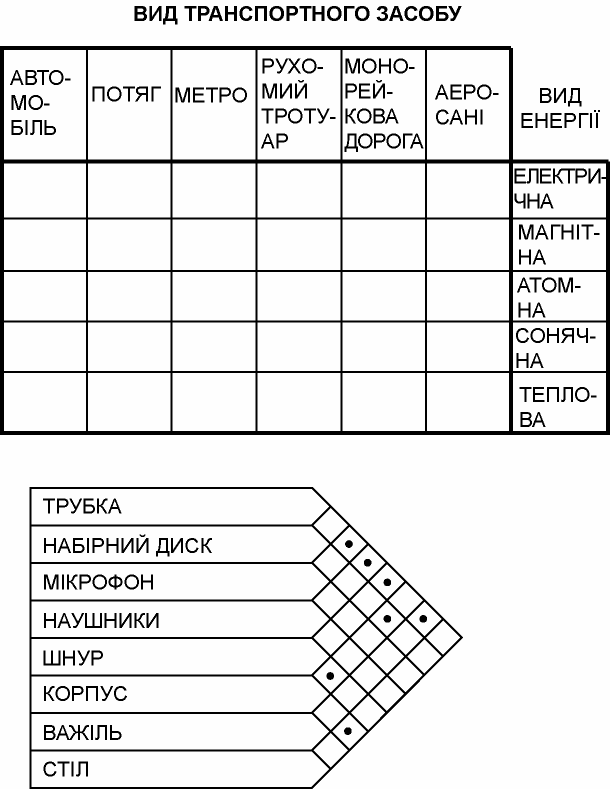 ВИД ТРАНСПОРТНОГО ЗАСОБУ
АВТО-
МО-
БІЛЬ
ПОТЯГ
МЕТРО
РУХО-
МИЙ
ТРОТУ-
АР
МОНО-
РЕЙ-
КОВА
ДОРОГА
АЕРО-
САНІ
ВИД
ЕНЕРГІЇ
ЕЛЕКТРИ-
ЧНА
МАГНІТ-
НА
АТОМ-
НА
СОНЯЧ-
НА
ТЕПЛО-
ВА
ТРУБКА
НАБІРНИЙ ДИСК
МІКРОФОН
НАУШНИКИ
ШНУР
КОРПУС
ВАЖІЛЬ
СТІЛ